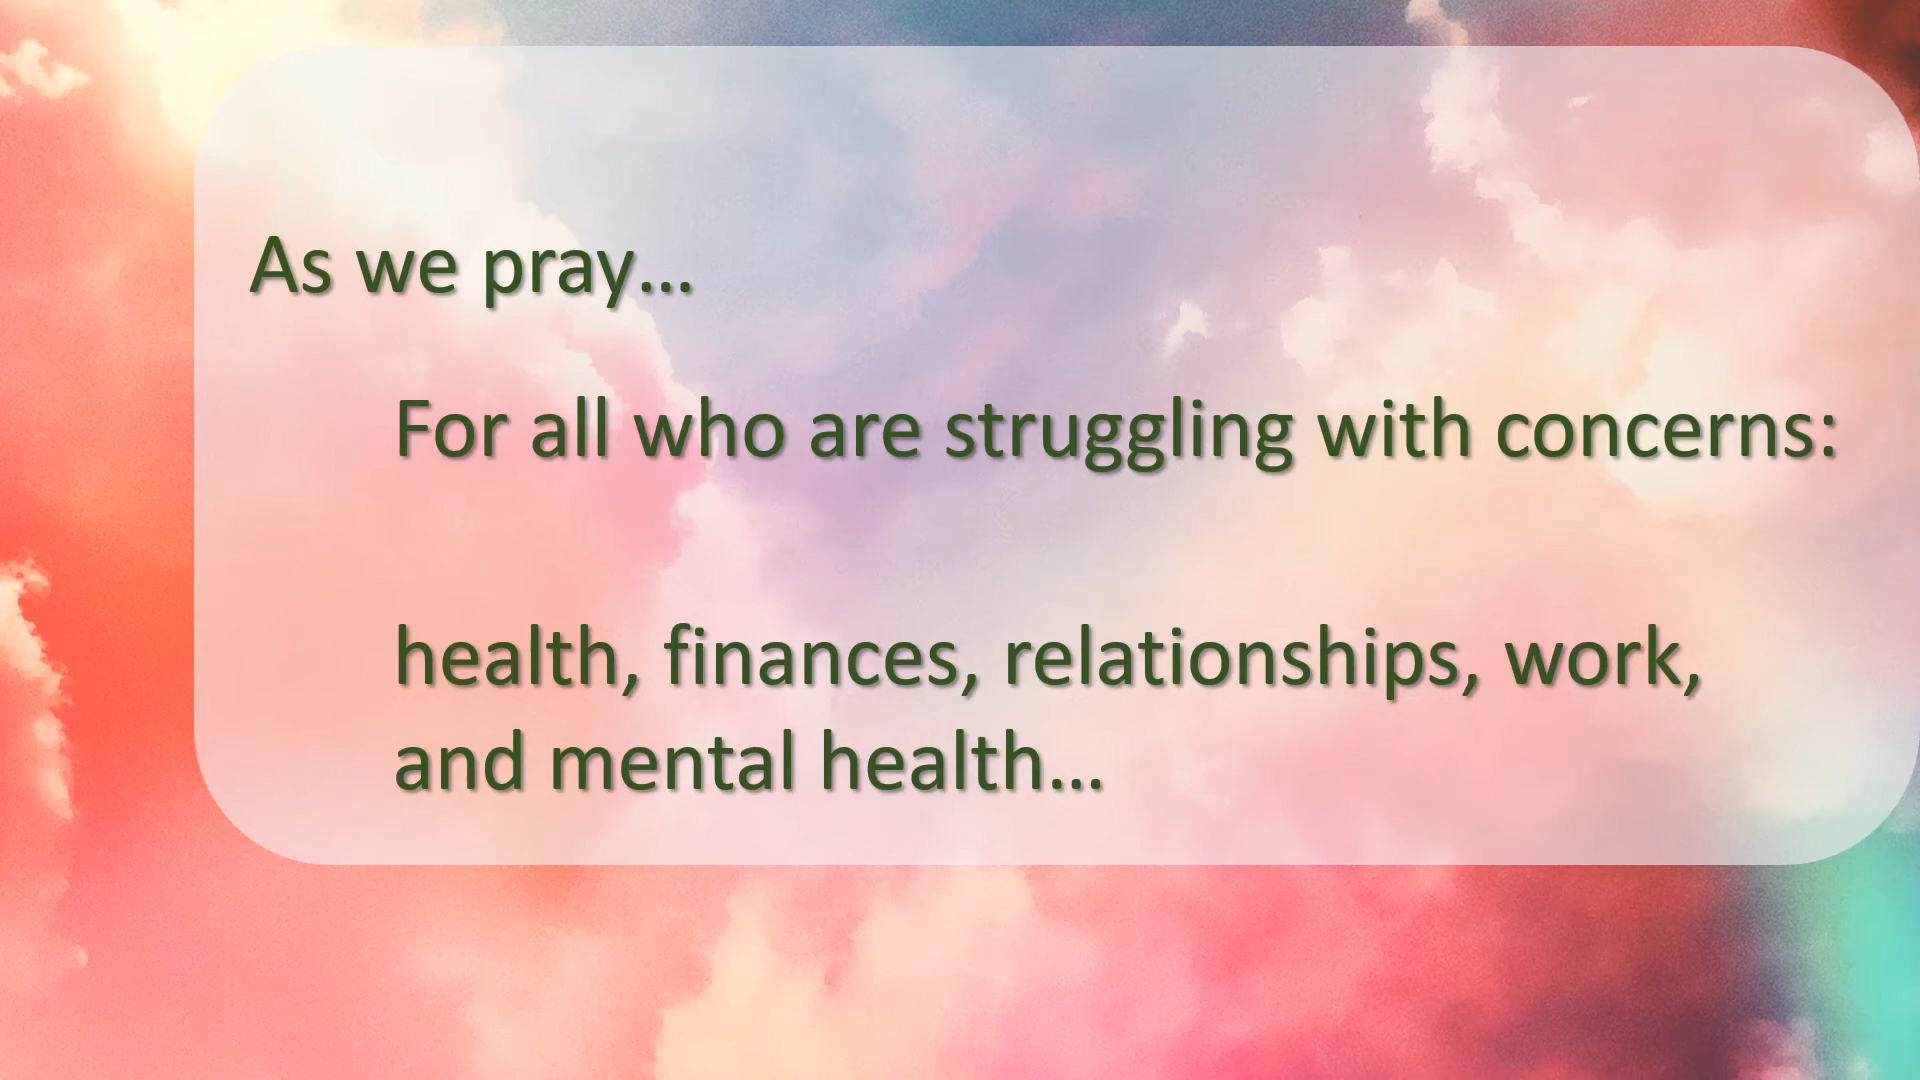 As we pray…
For all who are struggling with concerns:
health, finances, relationships, work,
and mental health…